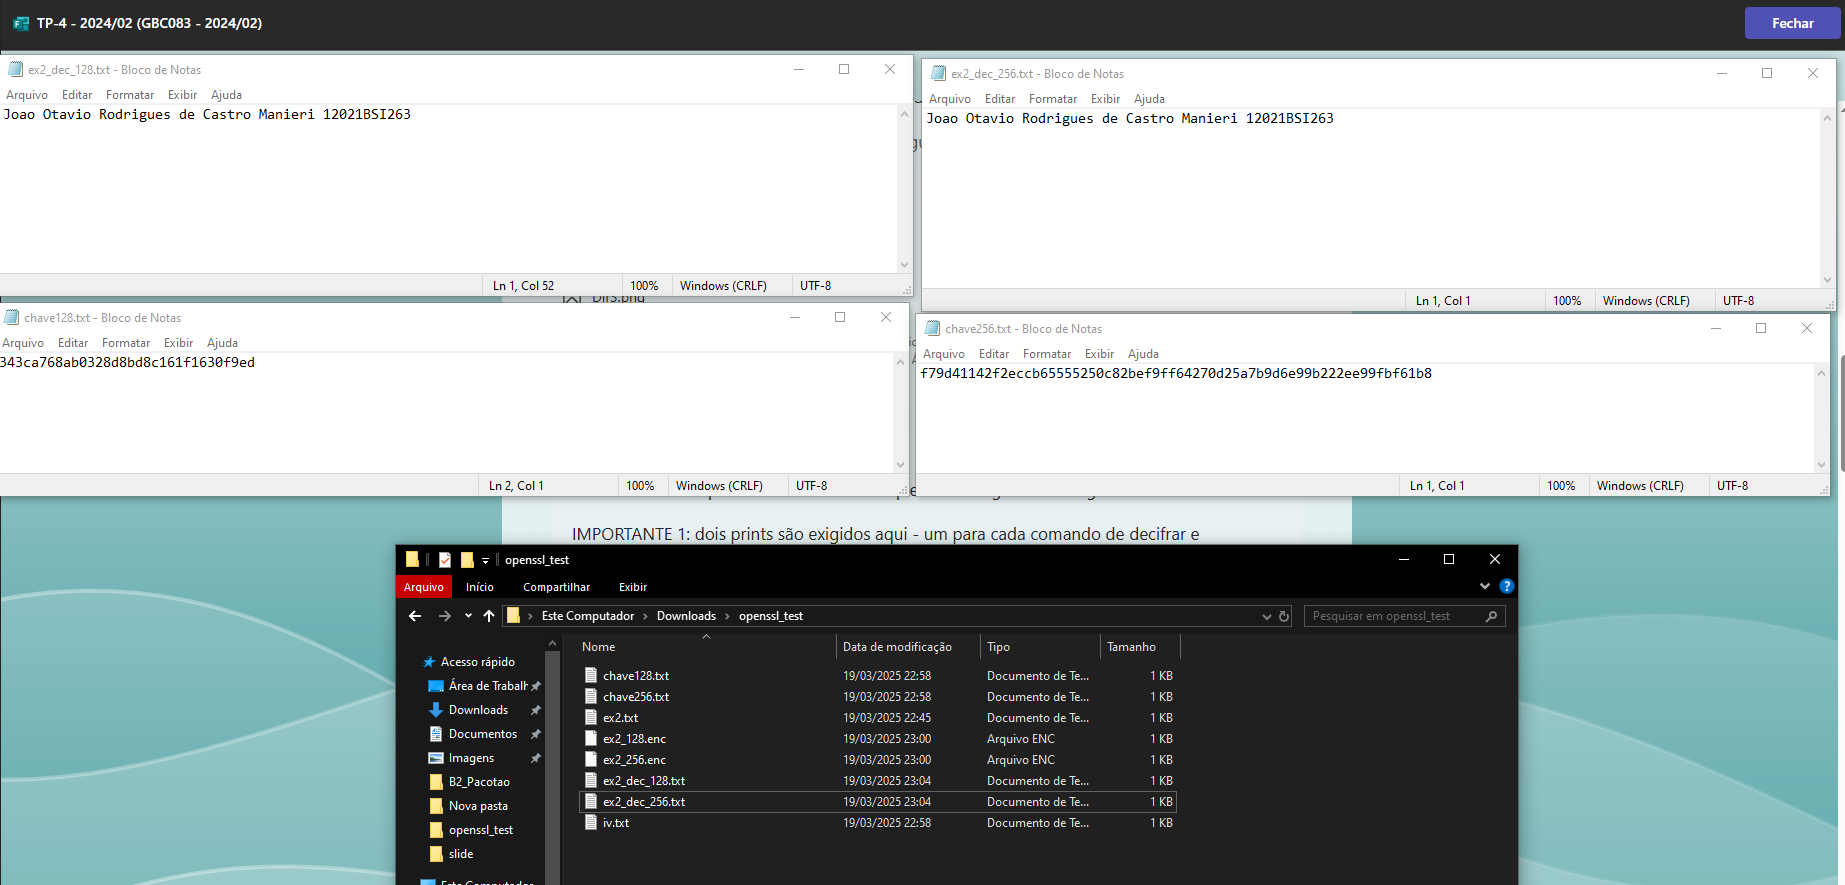 TP-4 - 2024/02 (GBC083 - 2024/02)
Fechar
ex2_dec_128.txt - Bloco de Notas
Arquivo Editar Formatar Exibir Ajuda
Joao Otavio Rodrigues de Castro Manieri 12021BSI263
Ln 1, Col 52 100% Windows (CRLF) UTF-8
ex2_dec_256.txt - Bloco de Notas
Arquivo Editar Formatar Exibir Ajuda
Joao Otavio Rodrigues de Castro Manieri 12021BSI263
Ln 1, Col 1 100% Windows (CRLF) UTF-8
chave128.txt - Bloco de Notas
Arquivo Editar Formatar Exibir Ajuda
343ca768ab0328d8bd8c161f1630f9ed
Ln 2, Col 1 100% Windows (CRLF) UTF-8
chave256.txt - Bloco de Notas
Arquivo Editar Formatar Exibir Ajuda
f79d41142f2eccb65555250c82bef9ff64270d25a7b9d6e99b222ee99fbf61b8
Ln 1, Col 1 100% Windows (CRLF) UTF-8
IMPORTANTE 1: dois prints são exigidos aqui - um para cada comando de decifrar e
openssl_test
Arquivo Início Compartilhar Exibir
Este Computador Downloads openssl_test
Pesquisar em openssl_test
Acesso rápido
Área de Trabalh
Downloads
Documentos
Imagens
B2_Pacotao
Nova pasta
openssl_test
slide
Este Computador
Nome Data de modificação Tipo Tamanho
chave128.txt 19/03/2025 22:58 Documento de Te... 1 KB
chave256.txt 19/03/2025 22:58 Documento de Te... 1 KB
ex2.txt 19/03/2025 22:45 Documento de Te... 1 KB
ex2_128.enc 19/03/2025 23:00 Arquivo ENC 1 KB
ex2_256.enc 19/03/2025 23:00 Arquivo ENC 1 KB
ex2_dec_128.txt 19/03/2025 23:04 Documento de Te... 1 KB
ex2_dec_256.txt 19/03/2025 23:04 Documento de Te... 1 KB
iv.txt 19/03/2025 22:58 Documento de Te... 1 KB